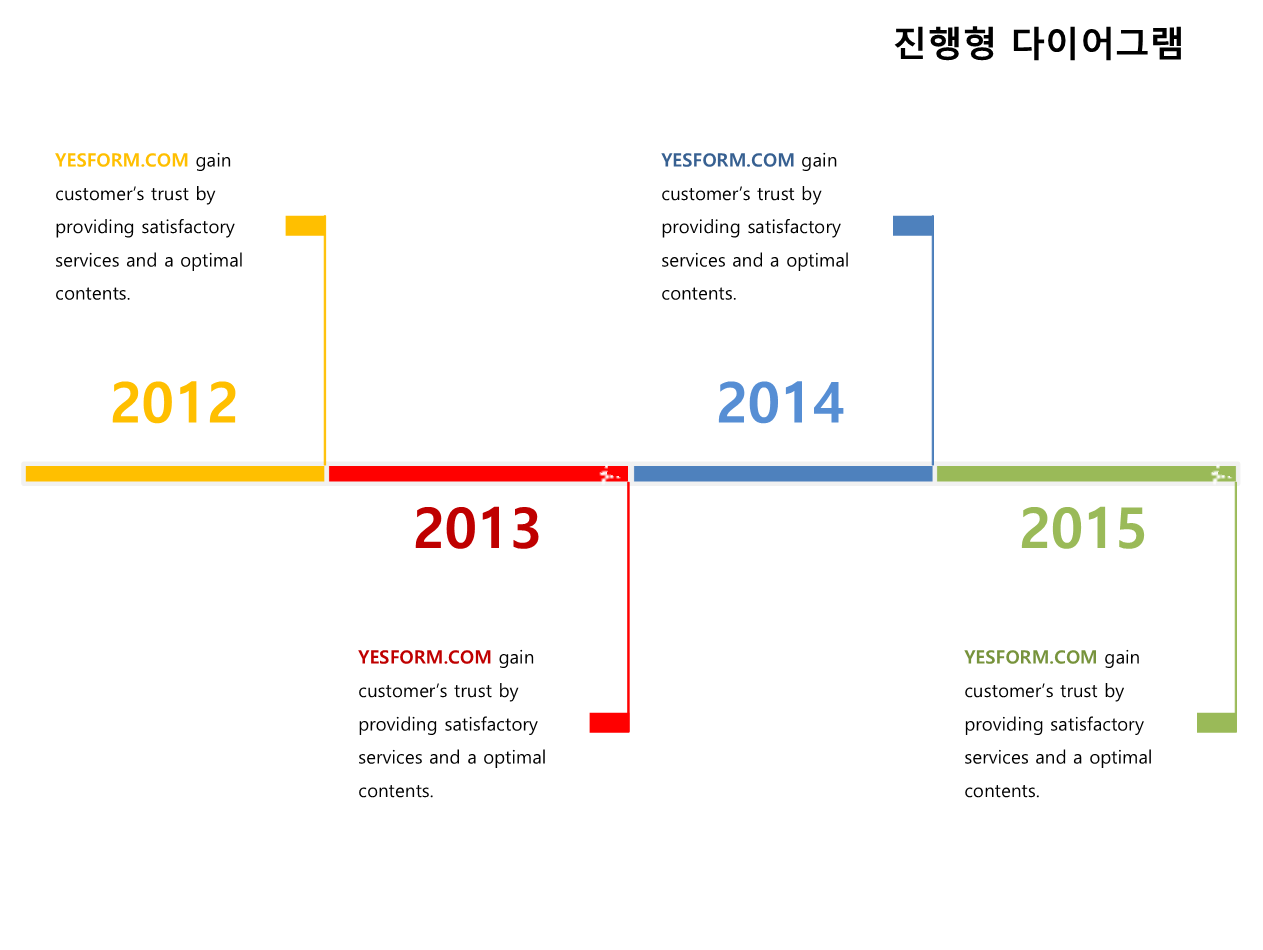 진행형 다이어그램
YESFORM.COM gain
customer’s trust by
providing satisfactory
services and a optimal
contents.
2012
YESFORM.COM gain
customer’s trust by
providing satisfactory
services and a optimal
contents.
2014
2013
YESFORM.COM gain
customer’s trust by
providing satisfactory
services and a optimal
contents.
2015
YESFORM.COM gain
customer’s trust by
providing satisfactory
services and a optimal
contents.